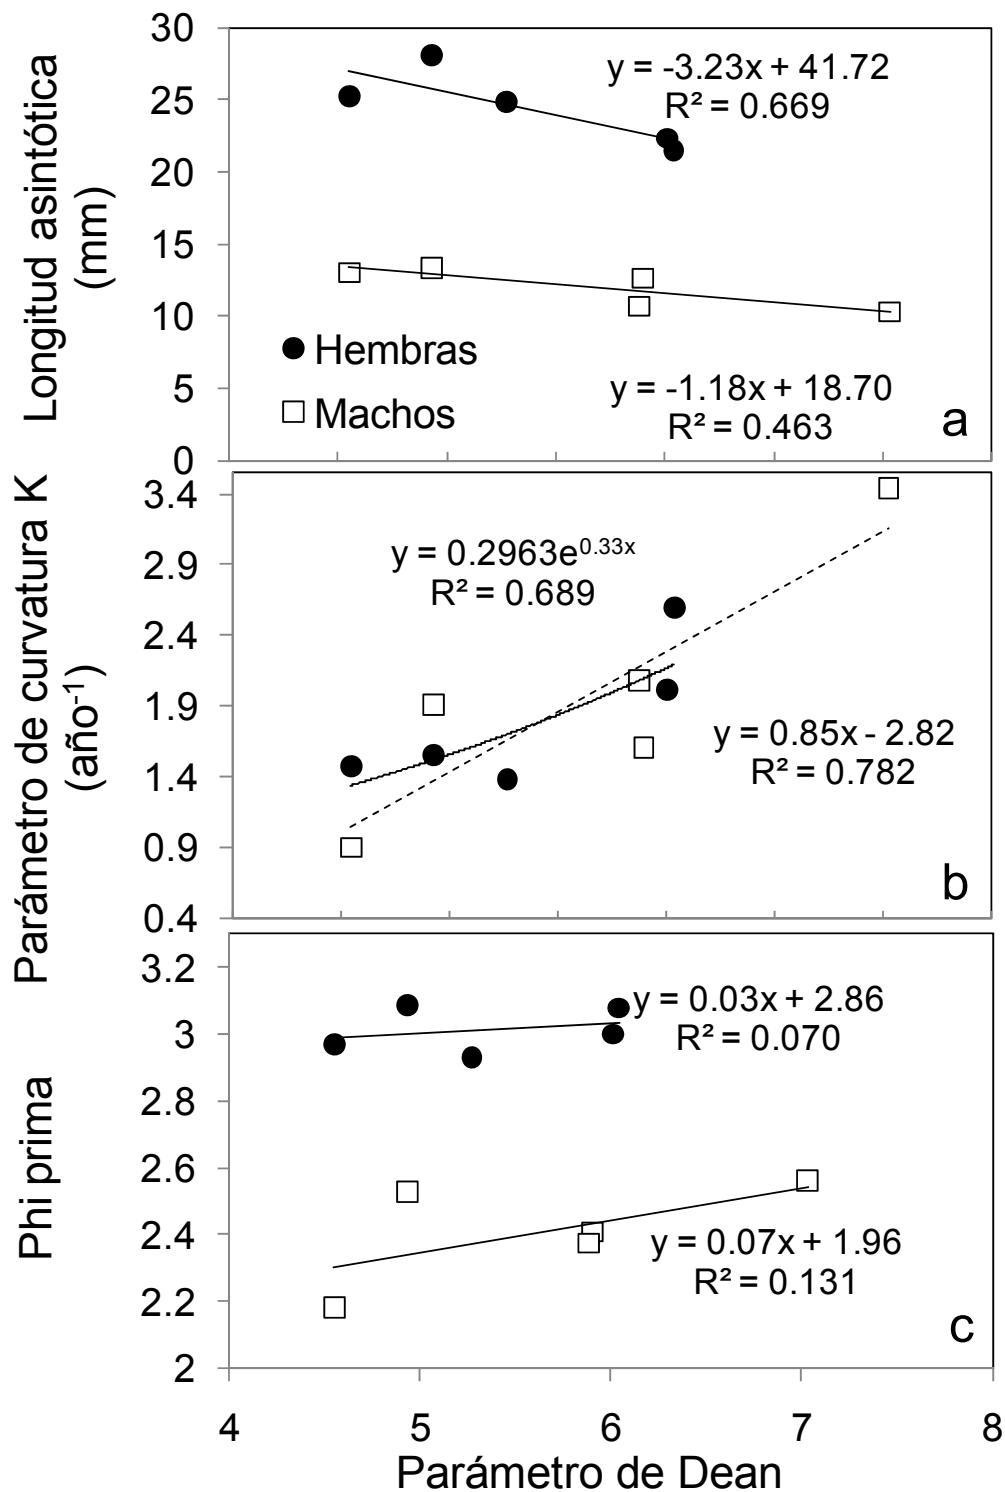 Longitud asintótica
(mm)
30
25
20
15
10
5
0
y = -3.23x + 41.72
R² = 0.669
Hembras
Machos
y = -1.18x + 18.70
R² = 0.463
a
Parámetro de curvatura K
(año⁻¹)
3.4
2.9
2.4
1.9
1.4
0.9
0.4
y = 0.2963e⁰·³³ˣ
R² = 0.689
y = 0.85x - 2.82
R² = 0.782
b
Phi prima
3.2
3
2.8
2.6
2.4
2.2
2
y = 0.03x + 2.86
R² = 0.070
y = 0.07x + 1.96
R² = 0.131
c
4 5 6 7 8
Parámetro de Dean